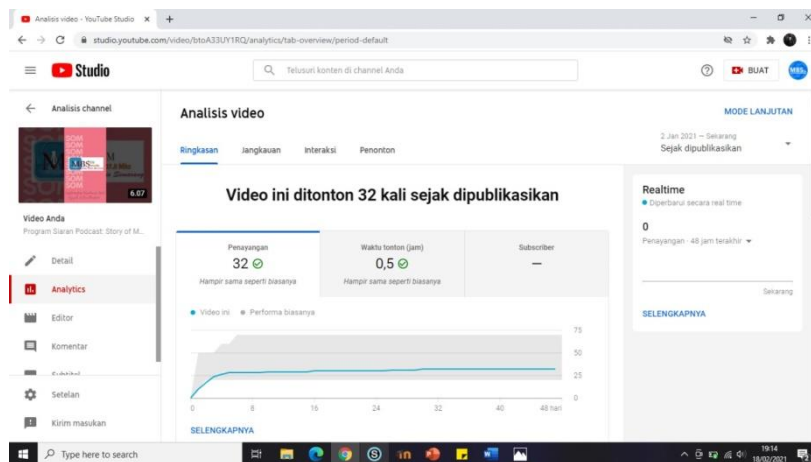 Analisis video - YouTube Studio
studio.youtube.com/video/btoA33UY1RQ/analytics/tab-overview/period-default
Studio
Telusuri konten di channel Anda
BUAT
MBS
Analisis channel
6.07
Video Anda
Program Siaran Podcast Story of M...
Detail
Analytics
Editor
Komentar
Subtitel
Setelan
Kirim masukan
Analisis video
MODE LANJUTAN
Ringkasan Jangkauan Interaksi Penonton
2 Jan 2021 – Sekarang
Sejak dipublikasikan
Video ini ditonton 32 kali sejak dipublikasikan
Penayangan
32
Hampir sama seperti biasanya
Waktu tonton (jam)
0,5
Hampir sama seperti biasanya
Subscriber
—
Video ini Performa biasanya
75
50
25
0
0 8 16 24 32 40 48 hari
SELENGKAPNYA
Realtime
Diperbarui secara real time
0
Penayangan · 48 jam terakhir
Sekarang
SELENGKAPNYA
Type here to search
19:14
18/02/2021